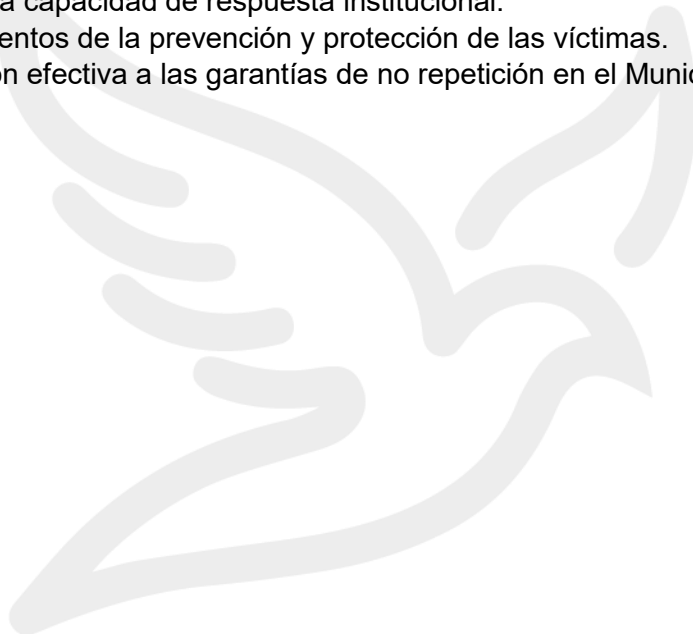 a capacidad de respuesta institucional.
entos de la prevención y protección de las víctimas.
ón efectiva a las garantías de no repetición en el Munic